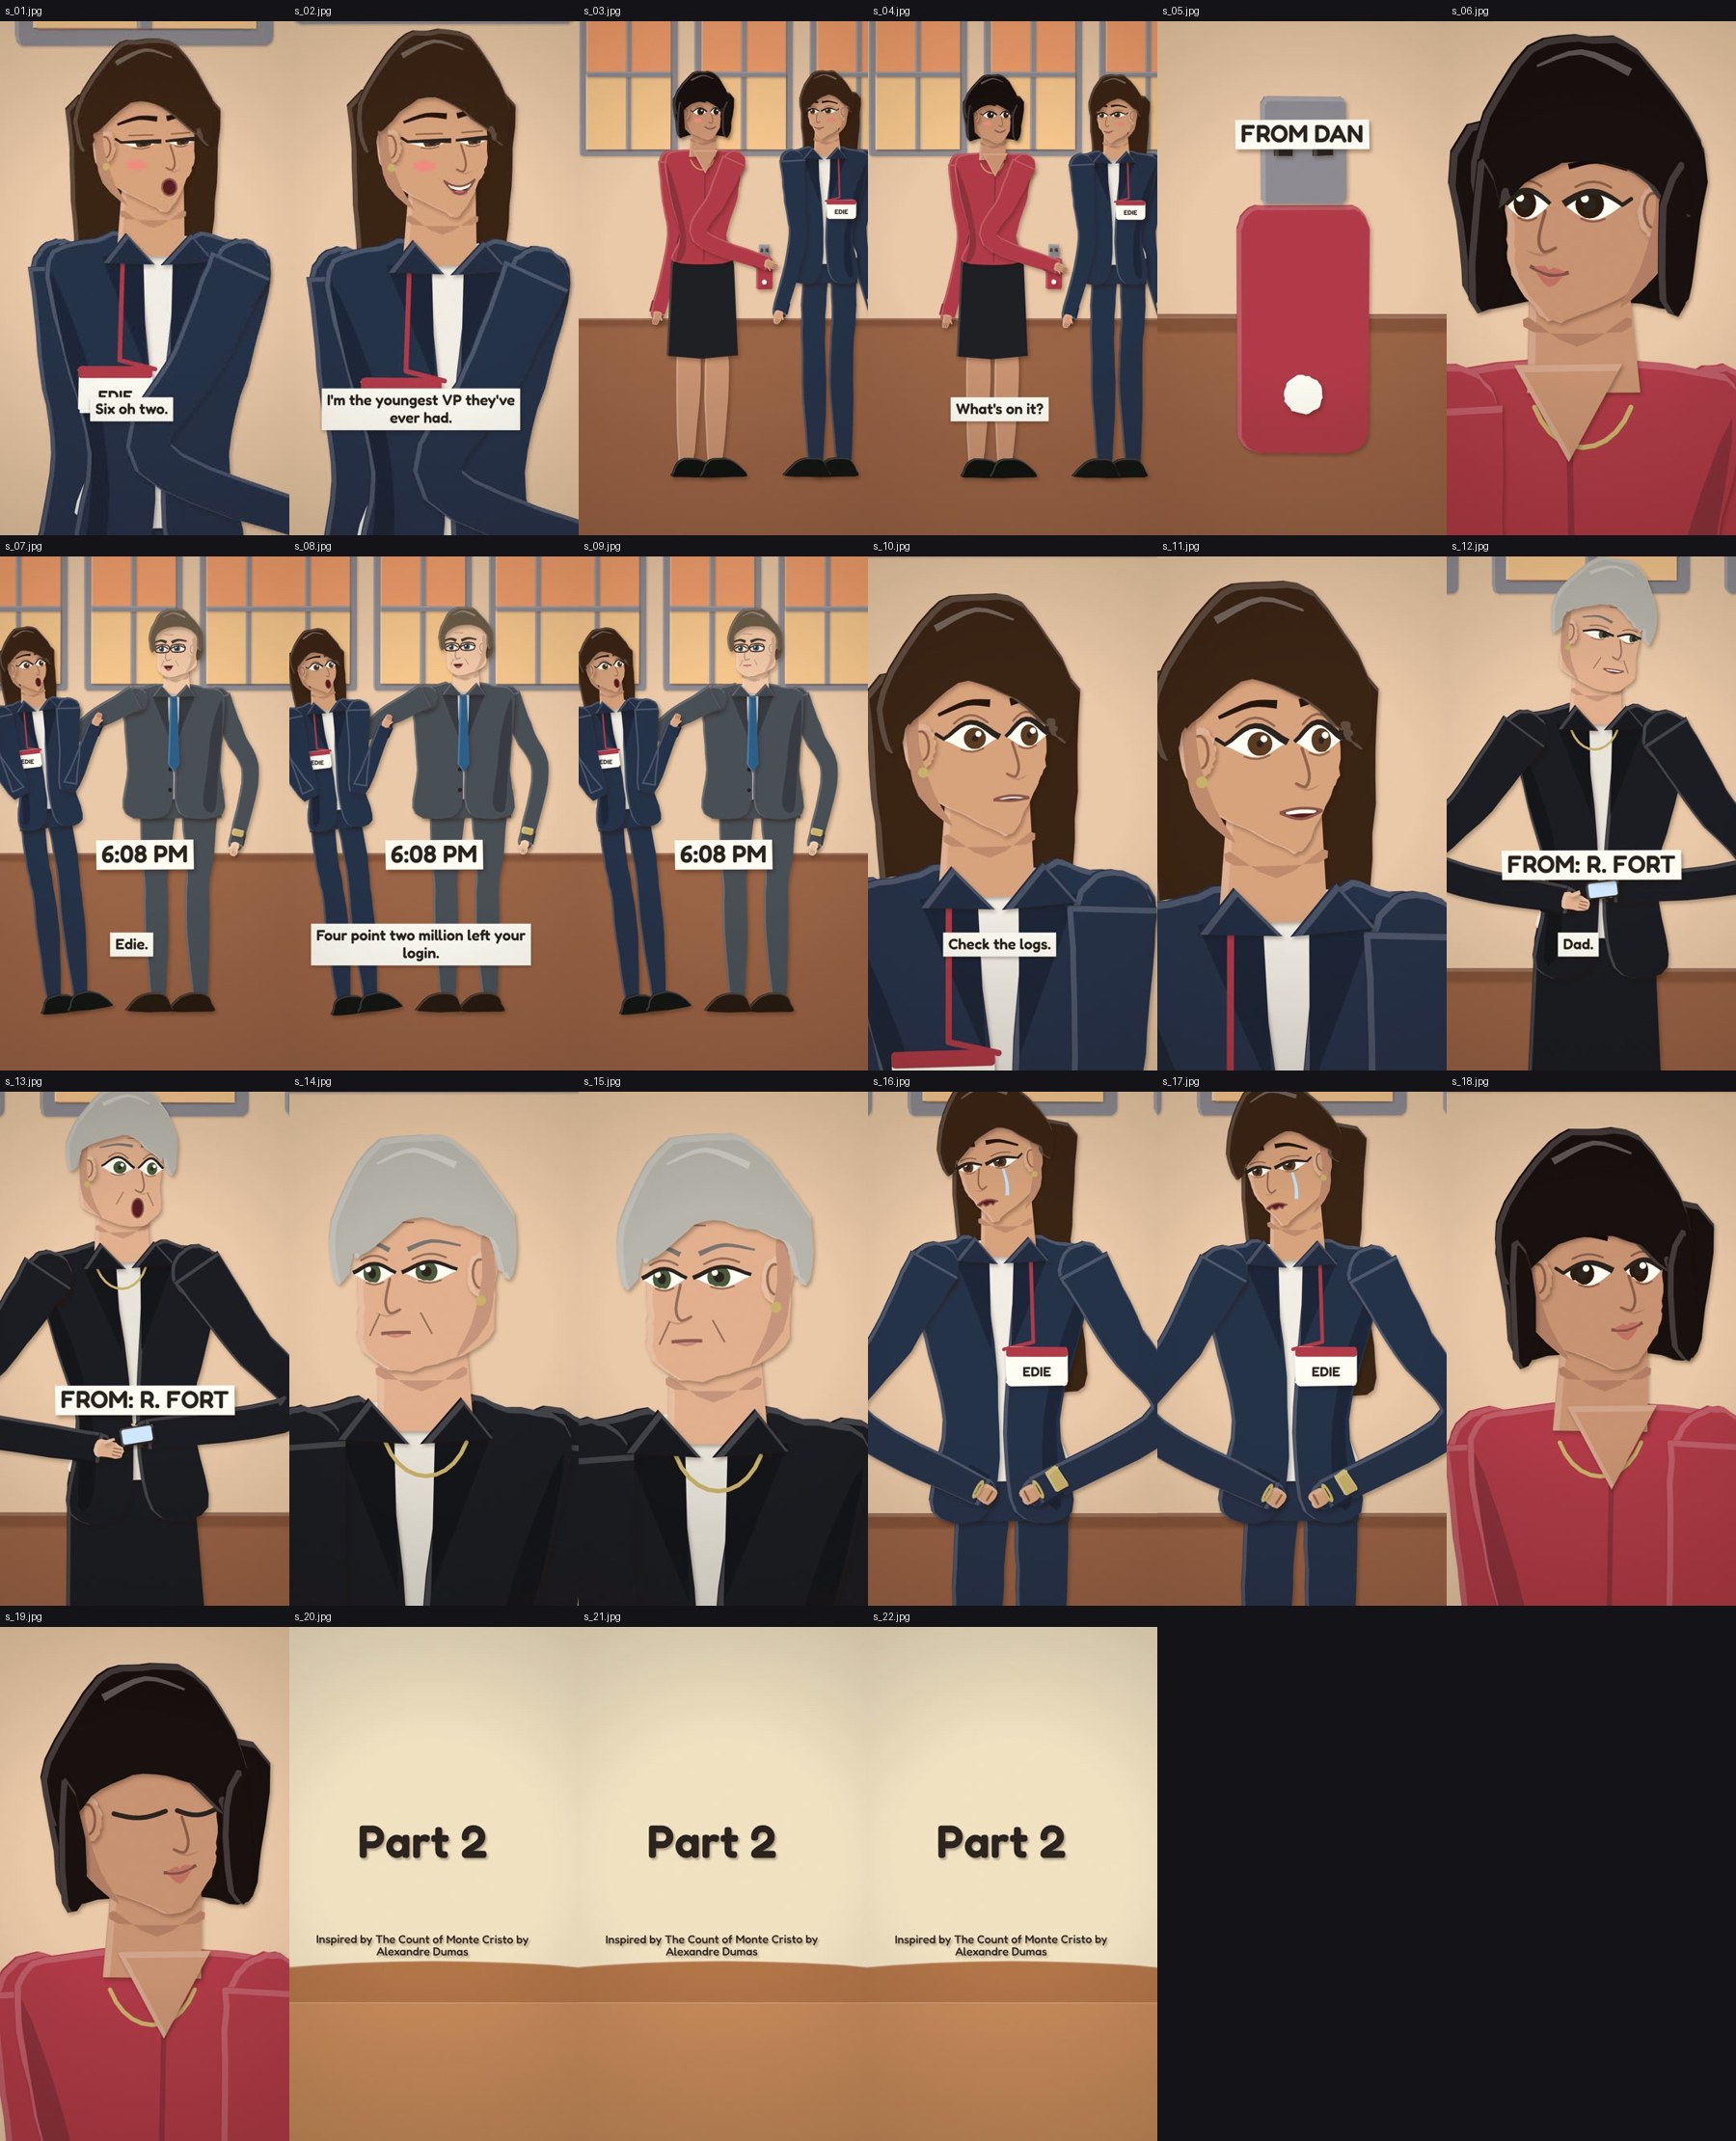 s_01.jpg
s_02.jpg
s_03.jpg
s_04.jpg
s_05.jpg
s_06.jpg
EDIE
Six oh two.
I'm the youngest VP they've
ever had.
EDIE
EDIE
What's on it?
FROM DAN
s_07.jpg
s_08.jpg
s_09.jpg
s_10.jpg
s_11.jpg
s_12.jpg
EDIE
6:08 PM
Edie.
EDIE
6:08 PM
Four point two million left your
login.
EDIE
6:08 PM
Check the logs.
FROM: R. FORT
Dad.
s_13.jpg
s_14.jpg
s_15.jpg
s_16.jpg
s_17.jpg
s_18.jpg
FROM: R. FORT
EDIE
EDIE
s_19.jpg
s_20.jpg
s_21.jpg
s_22.jpg
Part 2
Inspired by The Count of Monte Cristo by
Alexandre Dumas
Part 2
Inspired by The Count of Monte Cristo by
Alexandre Dumas
Part 2
Inspired by The Count of Monte Cristo by
Alexandre Dumas